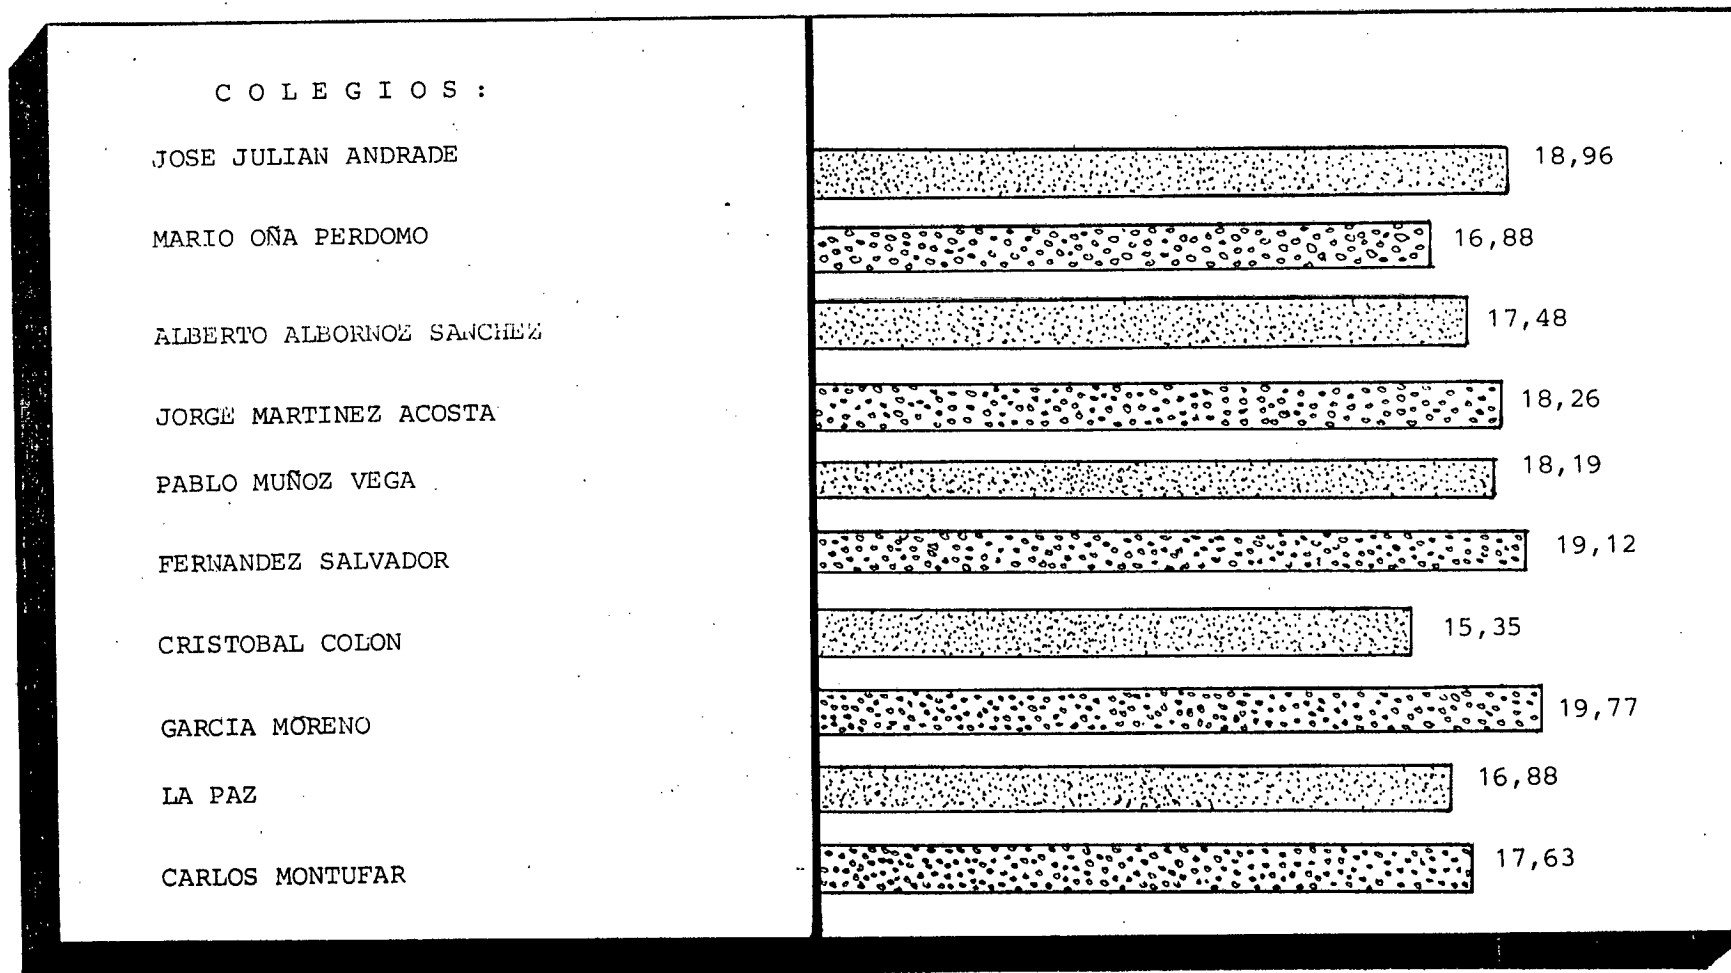 C O L E G I O S :
JOSE JULIAN ANDRADE 18,96
MARIO OÑA PERDOMO 16,88
ALBERTO ALBORNOZ SANCHEZ 17,48
JORGE MARTINEZ ACOSTA 18,26
PABLO MUÑOZ VEGA 18,19
FERNANDEZ SALVADOR 19,12
CRISTOBAL COLON 15,35
GARCIA MORENO 19,77
LA PAZ 16,88
CARLOS MONTUFAR 17,63